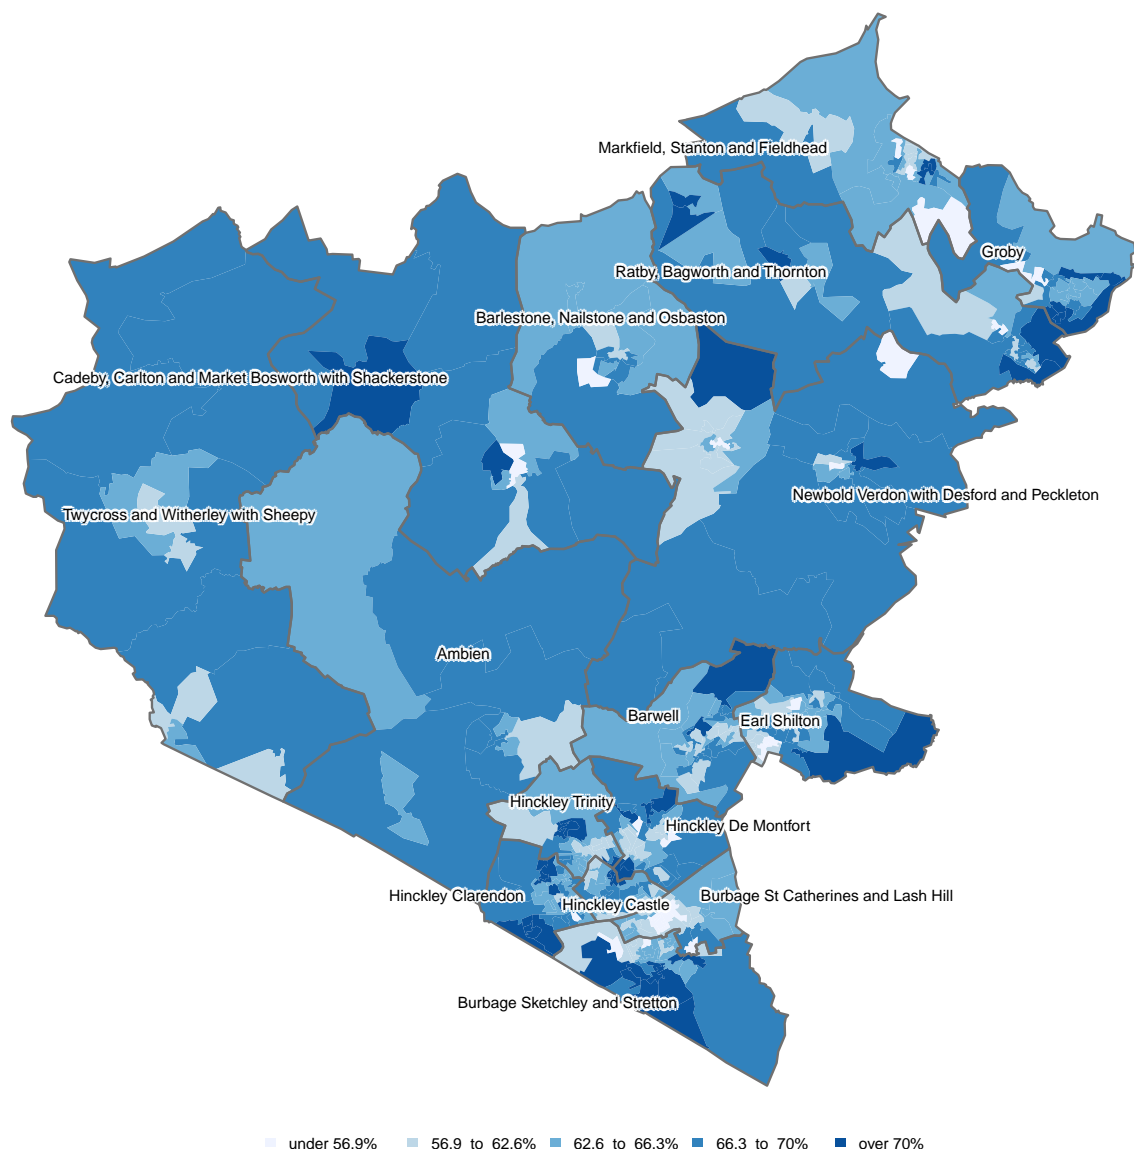 Markfield, Stanton and Fieldhead
Groby
Ratby, Bagworth and Thornton
Barlestone, Nailstone and Osbaston
Cadeby, Carlton and Market Bosworth with Shackerstone
Newbold Verdon with Desford and Peckleton
Twycross and Witherley with Sheepy
Ambien
Barwell
Earl Shilton
Hinckley Trinity
Hinckley De Montfort
Hinckley Clarendon
Hinckley Castle
Burbage St Catherines and Lash Hill
Burbage Sketchley and Stretton
under 56.9% 56.9 to 62.6% 62.6 to 66.3% 66.3 to 70% over 70%